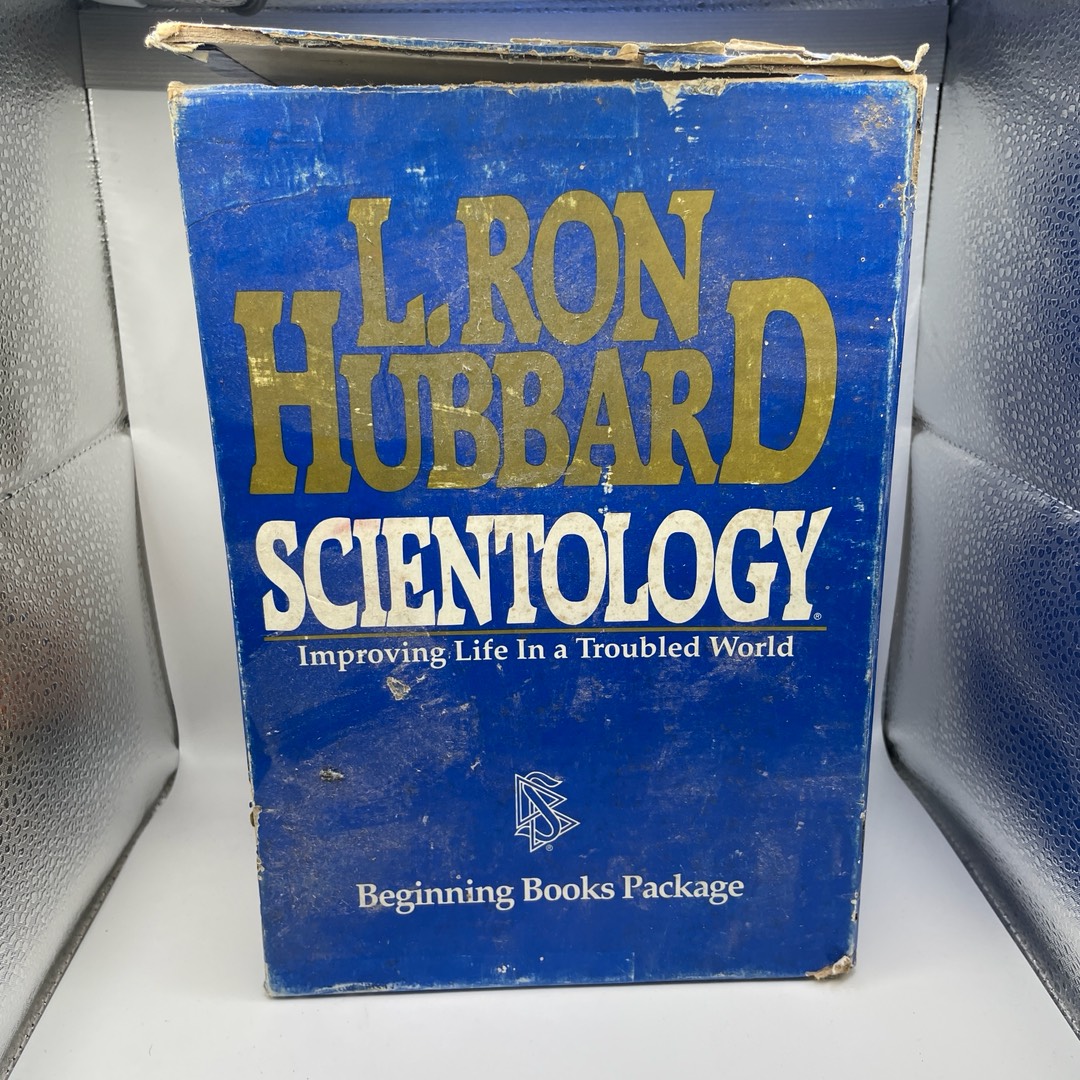 L. RON
HUBBARD
SCIENTOLOGY®
Improving Life In a Troubled World
®
Beginning Books Package